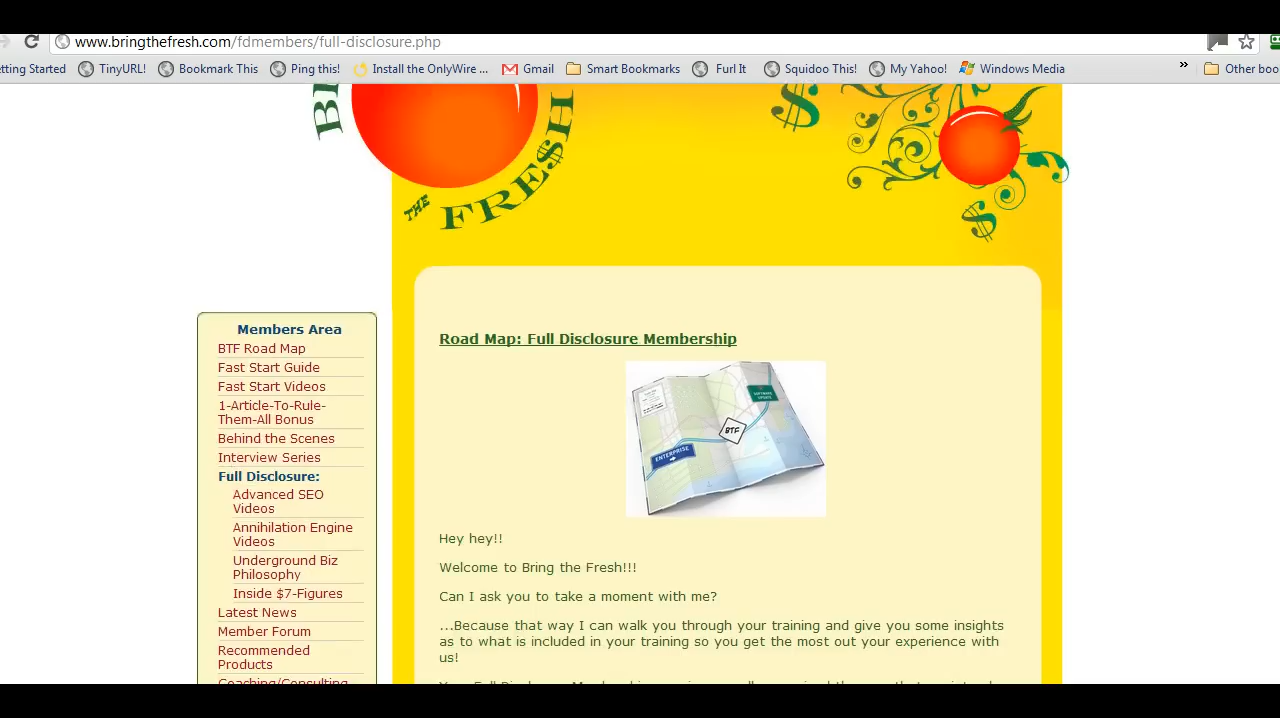 www.bringthefresh.com/fdmembers/full-disclosure.php
etting Started TinyURL! Bookmark This Ping this! Install the OnlyWire ... Gmail Smart Bookmarks Furl It Squidoo This! My Yahoo! Windows Media » Other boo
THE FRE$H
$
$
Members Area
BTF Road Map
Fast Start Guide
Fast Start Videos
1-Article-To-Rule-
Them-All Bonus
Behind the Scenes
Interview Series
Full Disclosure:
Advanced SEO
Videos
Annihilation Engine
Videos
Underground Biz
Philosophy
Inside $7-Figures
Latest News
Member Forum
Recommended
Products
Coaching/Consulting
Road Map: Full Disclosure Membership
SOFTWARE
UPDATE
BTF
ENTERPRISE
Hey hey!!
Welcome to Bring the Fresh!!!
Can I ask you to take a moment with me?
...Because that way I can walk you through your training and give you some insights
as to what is included in your training so you get the most out your experience with
us!